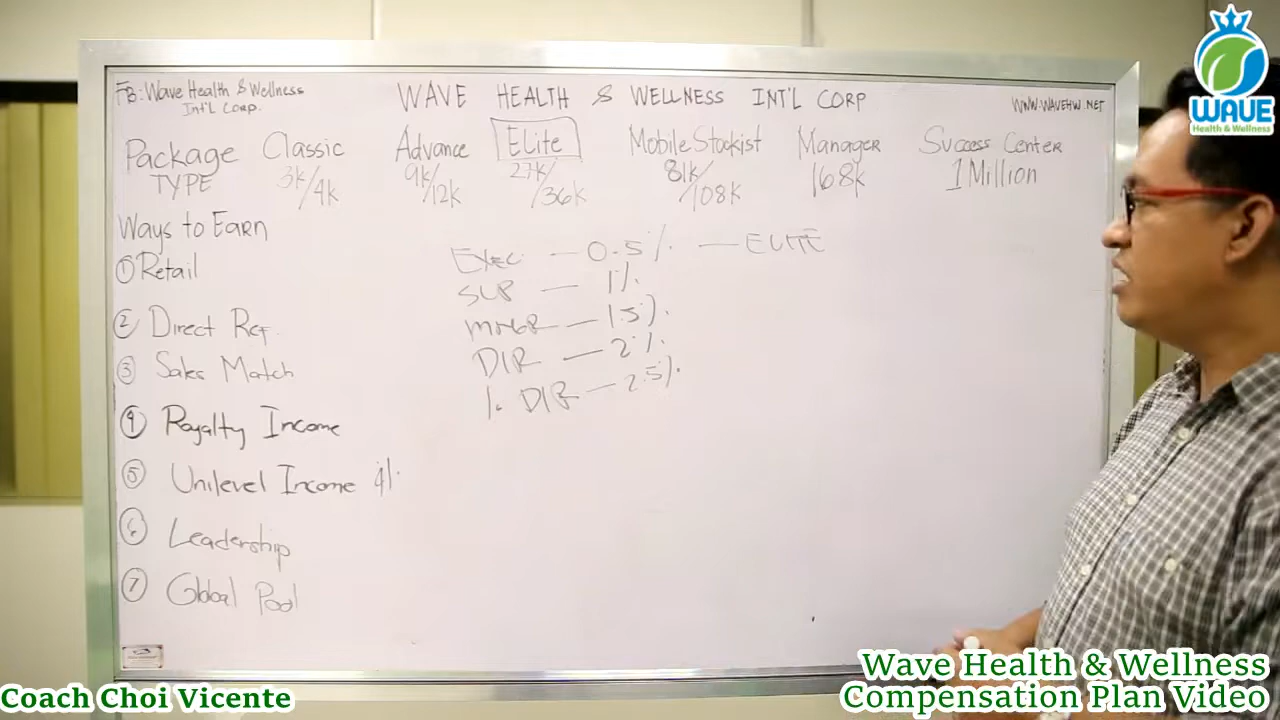 FB: Wave Health & Wellness
Int'l Corp.
WAVE HEALTH & WELLNESS INT'L CORP
WWW.WAVEHW.NET
WAVE
Health & Wellness
Package TYPE
Classic 3k/4k
Advance 9k/12k
Elite 27k/36k
Mobile Stockist 81k/108k
Manager 168k
Success Center 1 Million
Ways to Earn
① Retail
② Direct Ref.
③ Sales Match
④ Royalty Income
⑤ Unilevel Income 4%
⑥ Leadership
⑦ Global Pool
Exec. — 0.5% — ELITE
SUP — 1%
MNGR — 1.5%
DIR — 2%
DIR — 2.5%
Coach Choi Vicente
Wave Health & Wellness
Compensation Plan Video